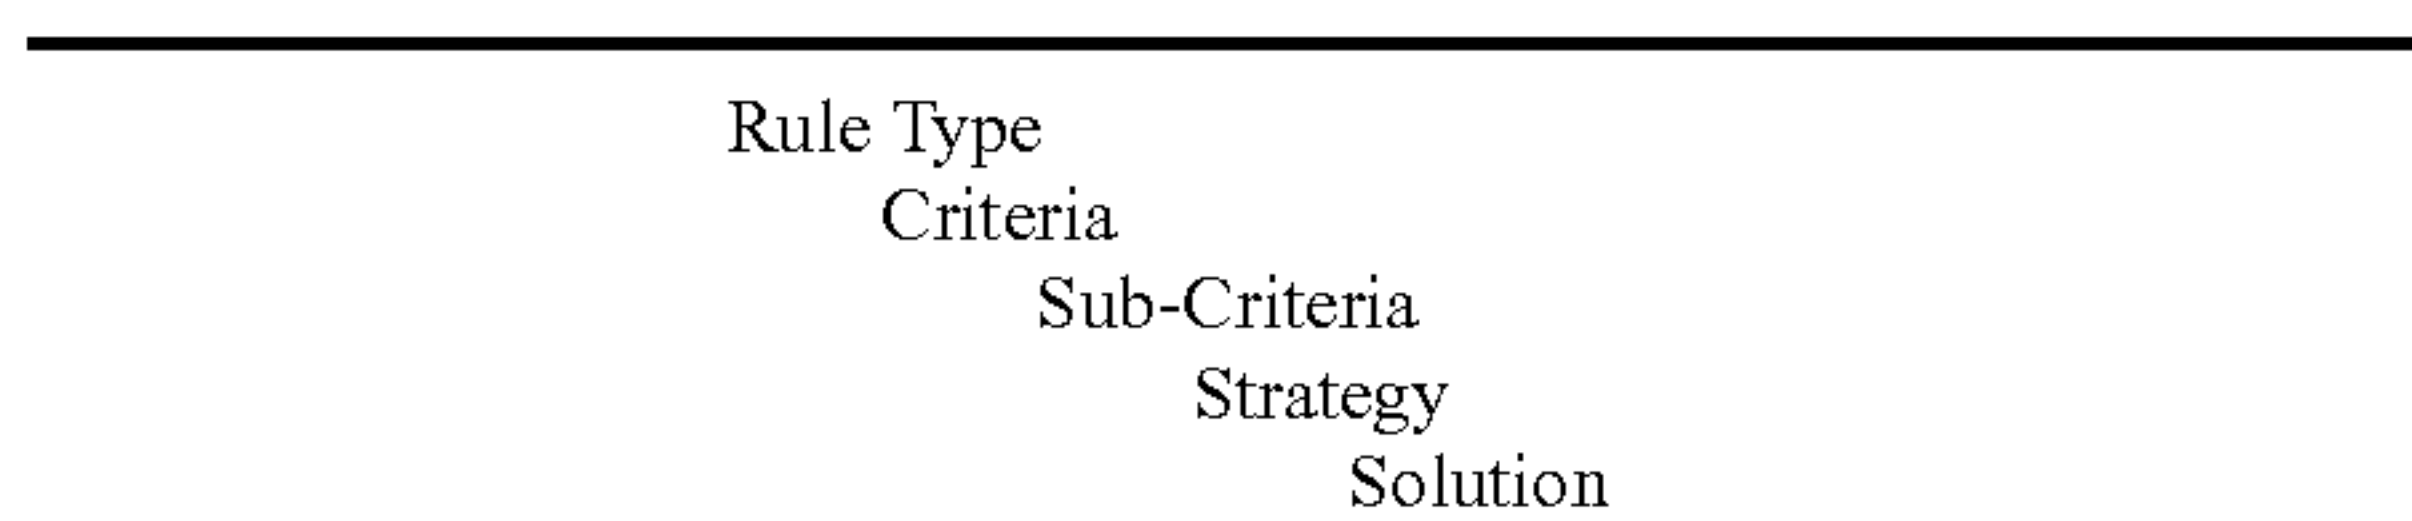 Rule Type
Criteria
Sub-Criteria
Strategy
Solution